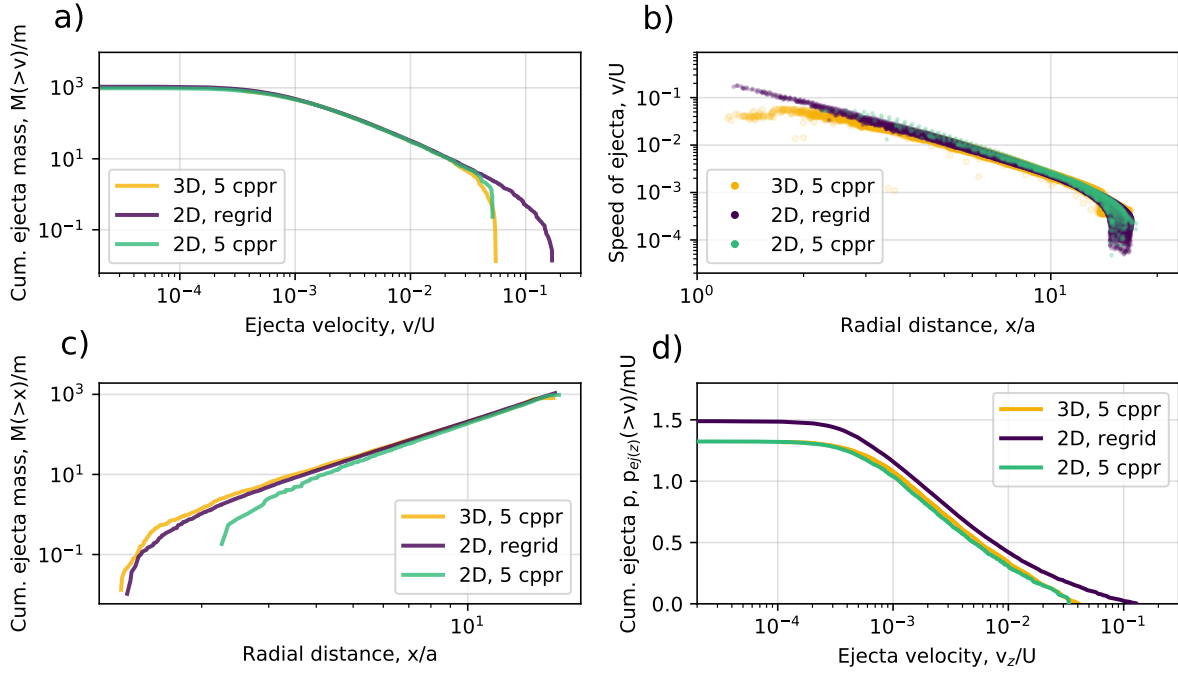 a)
Cum. ejecta mass, M(>v)/m
10³
10¹
10⁻¹
3D, 5 cppr
2D, regrid
2D, 5 cppr
10⁻⁴
10⁻³
10⁻²
10⁻¹
Ejecta velocity, v/U
b)
Speed of ejecta, v/U
10⁻¹
10⁻²
10⁻³
10⁻⁴
3D, 5 cppr
2D, regrid
2D, 5 cppr
10⁰
10¹
Radial distance, x/a
c)
Cum. ejecta mass, M(>x)/m
10³
10¹
10⁻¹
3D, 5 cppr
2D, regrid
2D, 5 cppr
10¹
Radial distance, x/a
d)
Cum. ejecta p, p_{ej(z)}(>v)/mU
1.5
1.0
0.5
0.0
3D, 5 cppr
2D, regrid
2D, 5 cppr
10⁻⁴
10⁻³
10⁻²
10⁻¹
Ejecta velocity, v_z/U